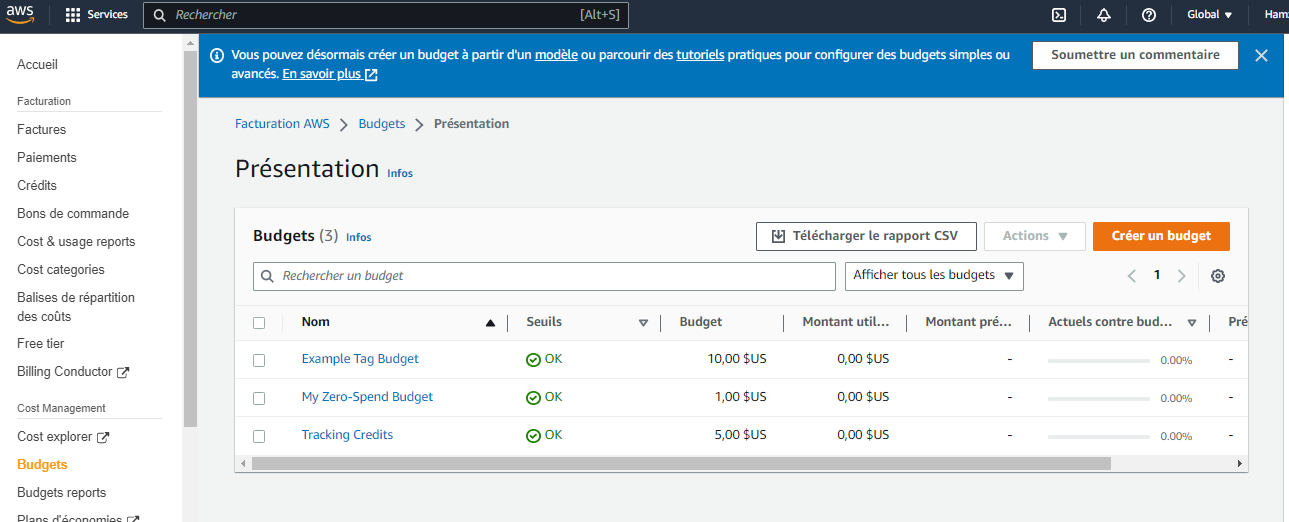 aws
Services
Rechercher
[Alt+S]
Global
Vous pouvez désormais créer un budget à partir d'un modèle ou parcourir des tutoriels pratiques pour configurer des budgets simples ou
avancés. En savoir plus
Soumettre un commentaire
Accueil
Facturation
Factures
Paiements
Crédits
Bons de commande
Cost & usage reports
Cost categories
Balises de répartition
des coûts
Free tier
Billing Conductor
Cost Management
Cost explorer
Budgets
Budgets reports
Plans d'économies
Facturation AWS
Budgets
Présentation
Présentation Infos
Budgets (3) Infos
Télécharger le rapport CSV
Actions
Créer un budget
Rechercher un budget
Afficher tous les budgets
1
Nom Seuils Budget Montant util... Montant pré... Actuels contre bud... Pré
Example Tag Budget OK 10,00 $US 0,00 $US - 0.00% -
My Zero-Spend Budget OK 1,00 $US 0,00 $US - 0.00% -
Tracking Credits OK 5,00 $US 0,00 $US - 0.00% -